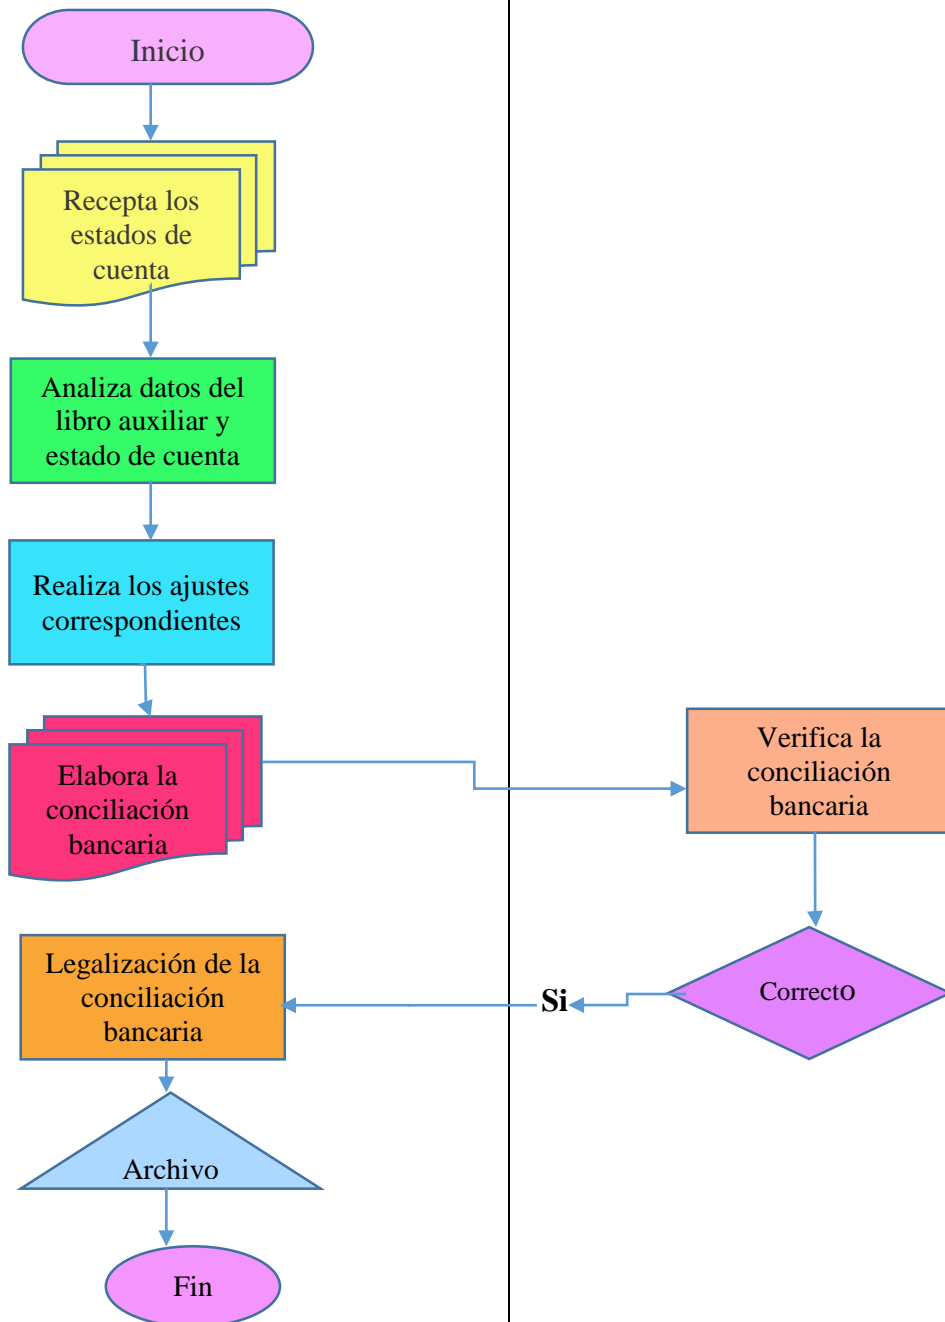 Inicio
Recepta los
estados de
cuenta
Analiza datos del
libro auxiliar y
estado de cuenta
Realiza los ajustes
correspondientes
Elabora la
conciliación
bancaria
Verifica la
conciliación
bancaria
Correcto
Si
Legalización de la
conciliación
bancaria
Archivo
Fin